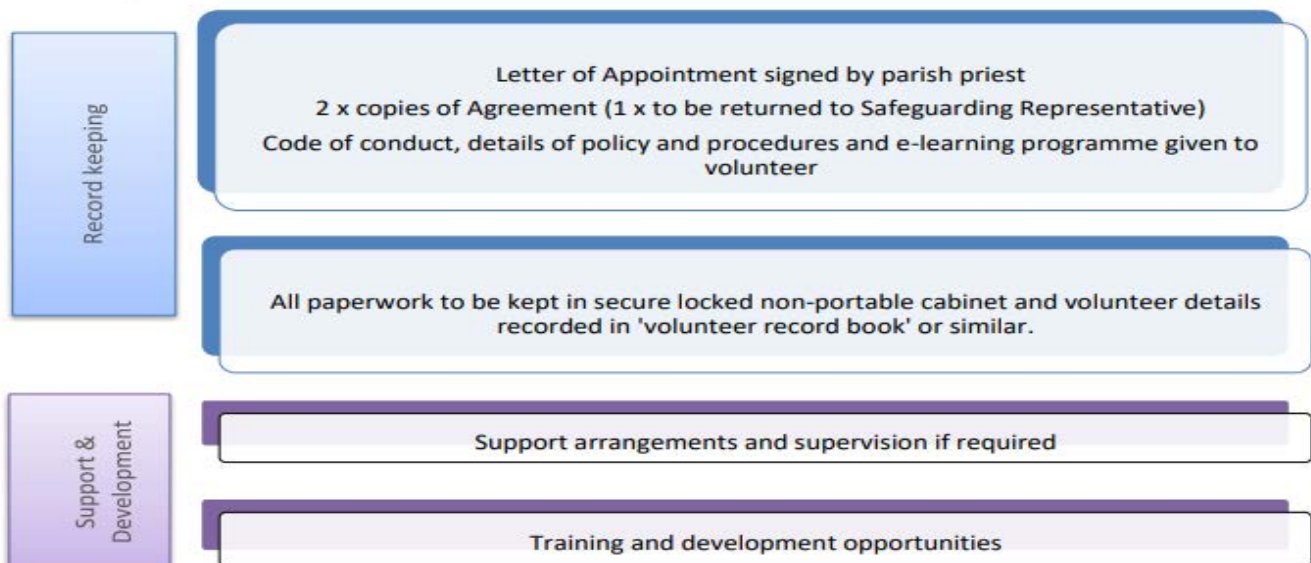 Record keeping
Letter of Appointment signed by parish priest
2 x copies of Agreement (1 x to be returned to Safeguarding Representative)
Code of conduct, details of policy and procedures and e-learning programme given to
volunteer
All paperwork to be kept in secure locked non-portable cabinet and volunteer details
recorded in 'volunteer record book' or similar.
Support &
Development
Support arrangements and supervision if required
Training and development opportunities